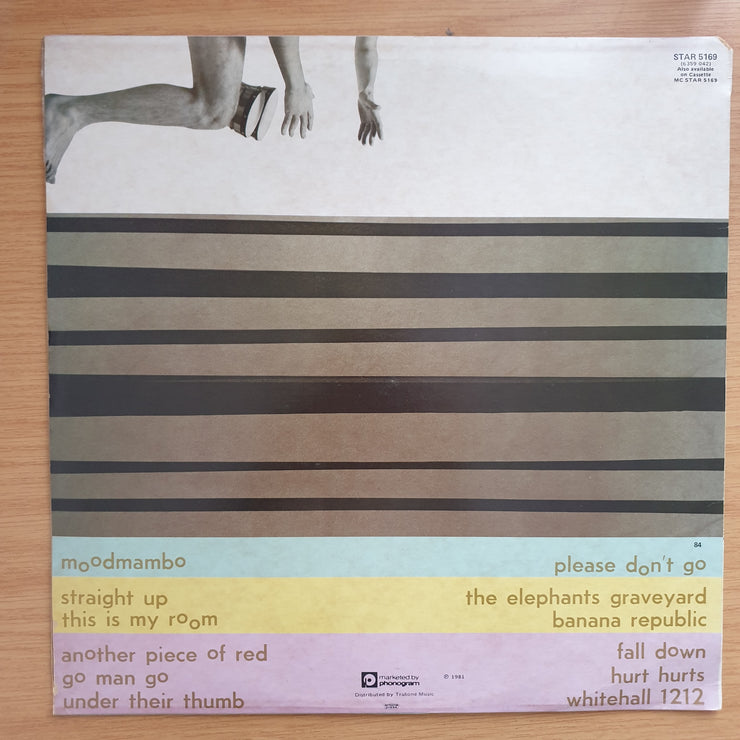 STAR 5169
(6359 042)
Also available
on Cassette
MC STAR 5169
84
moodmambo
please don't go
straight up
the elephants graveyard
this is my room
banana republic
another piece of red
fall down
go man go
hurt hurts
under their thumb
whitehall 1212
marketed by
phonogram
℗ 1981
Distributed by Trutone Music